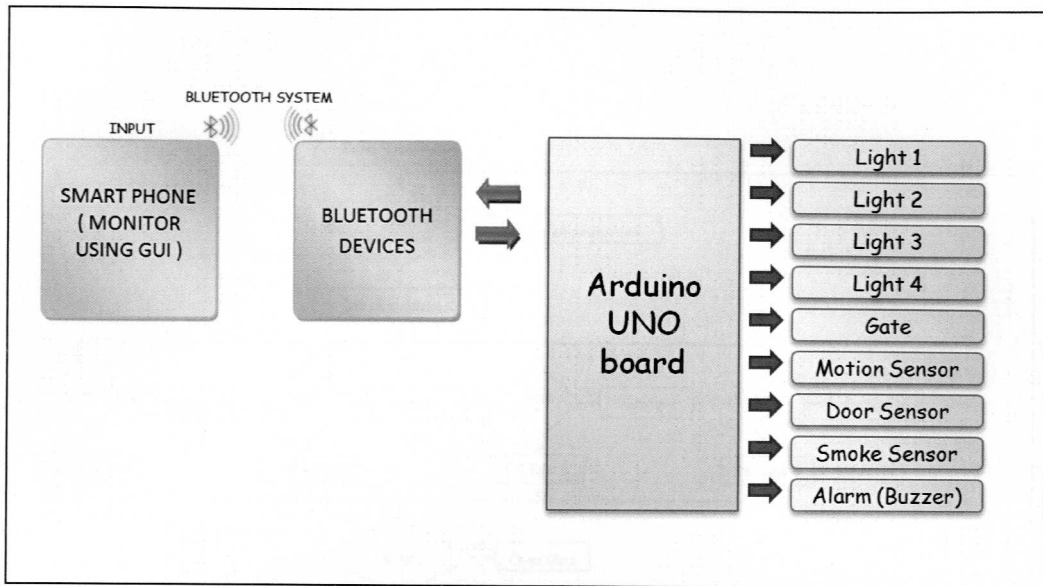 BLUETOOTH SYSTEM
INPUT
SMART PHONE
( MONITOR
USING GUI )
BLUETOOTH
DEVICES
Arduino
UNO
board
Light 1
Light 2
Light 3
Light 4
Gate
Motion Sensor
Door Sensor
Smoke Sensor
Alarm (Buzzer)